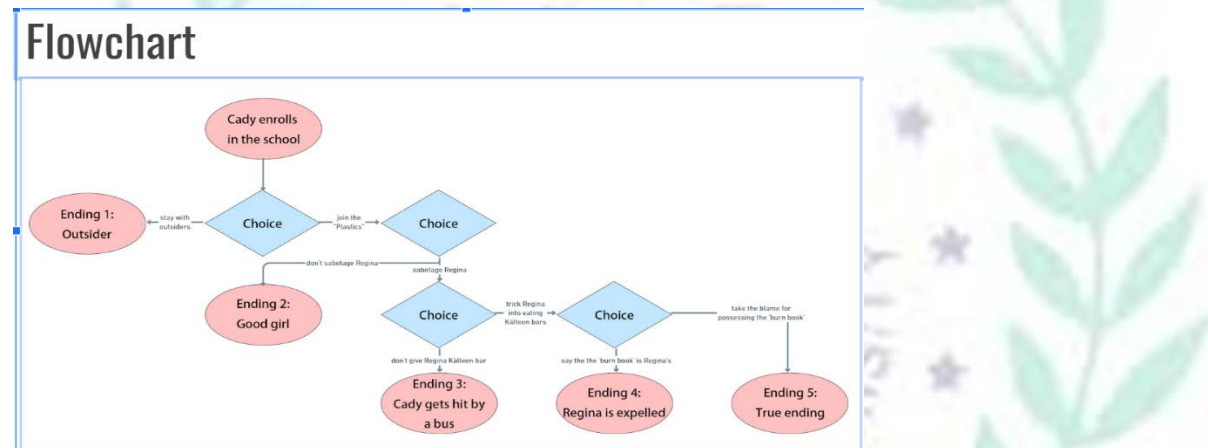 Flowchart
Cady enrolls
in the school
Ending 1:
Outsider
stay with
outsiders
Choice
join the
"Plastics"
Choice
don't sabotage Regina
sabotage Regina
Ending 2:
Good girl
Choice
trick Regina
into eating
Kälteen bars
Choice
take the blame for
possessing the 'burn book'
don't give Regina Kälteen bar
say the the 'burn book' is Regina's
Ending 3:
Cady gets hit by
a bus
Ending 4:
Regina is expelled
Ending 5:
True ending